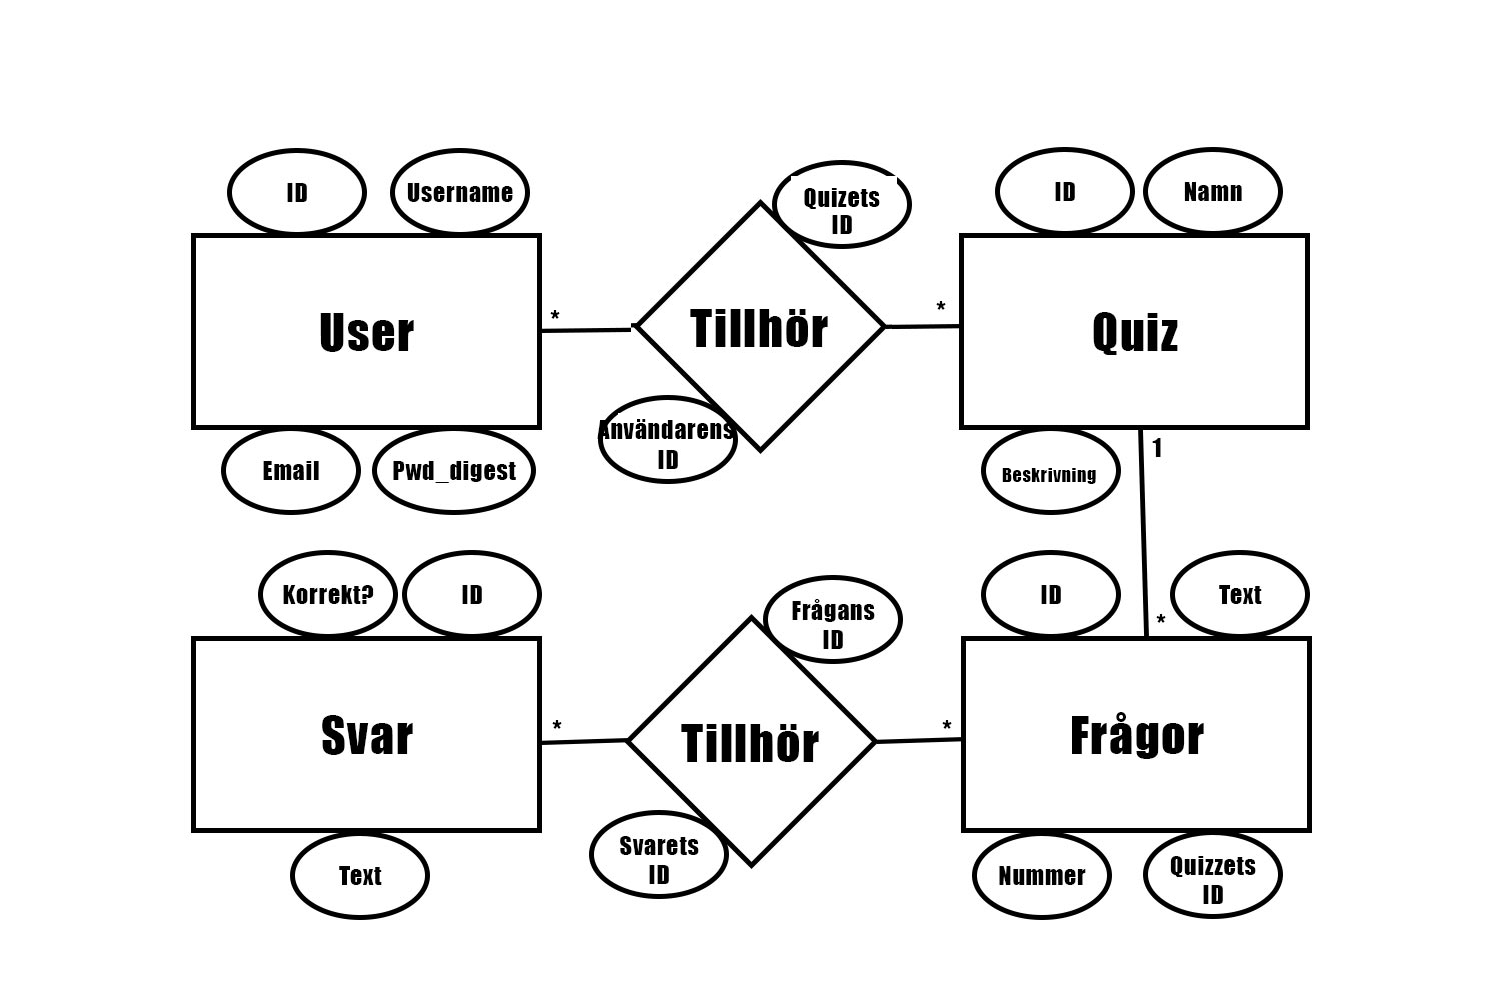 ID
Username
User
*
Email
Pwd_digest
Quizets
ID
Tillhör
Användarens
ID
*
ID
Namn
Quiz
Beskrivning
1
Korrekt?
ID
Svar
*
Text
Frågans
ID
Tillhör
Svarets
ID
*
ID
*
Text
Frågor
Nummer
Quizzets
ID